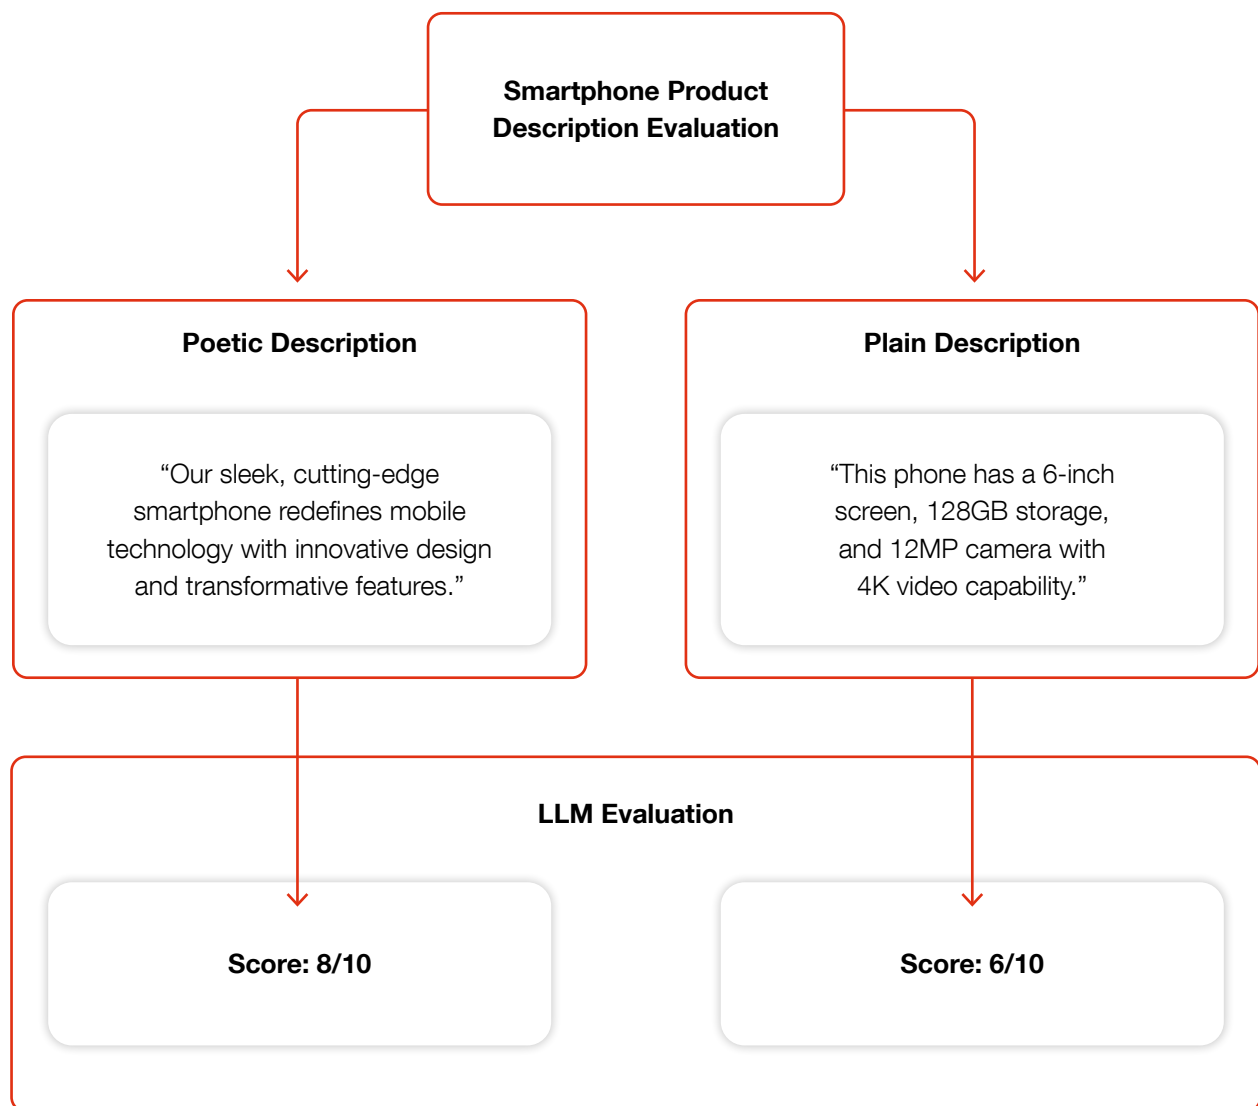 Smartphone Product
Description Evaluation
Poetic Description
“Our sleek, cutting-edge
smartphone redefines mobile
technology with innovative design
and transformative features.”
Plain Description
“This phone has a 6-inch
screen, 128GB storage,
and 12MP camera with
4K video capability.”
LLM Evaluation
Score: 8/10
Score: 6/10